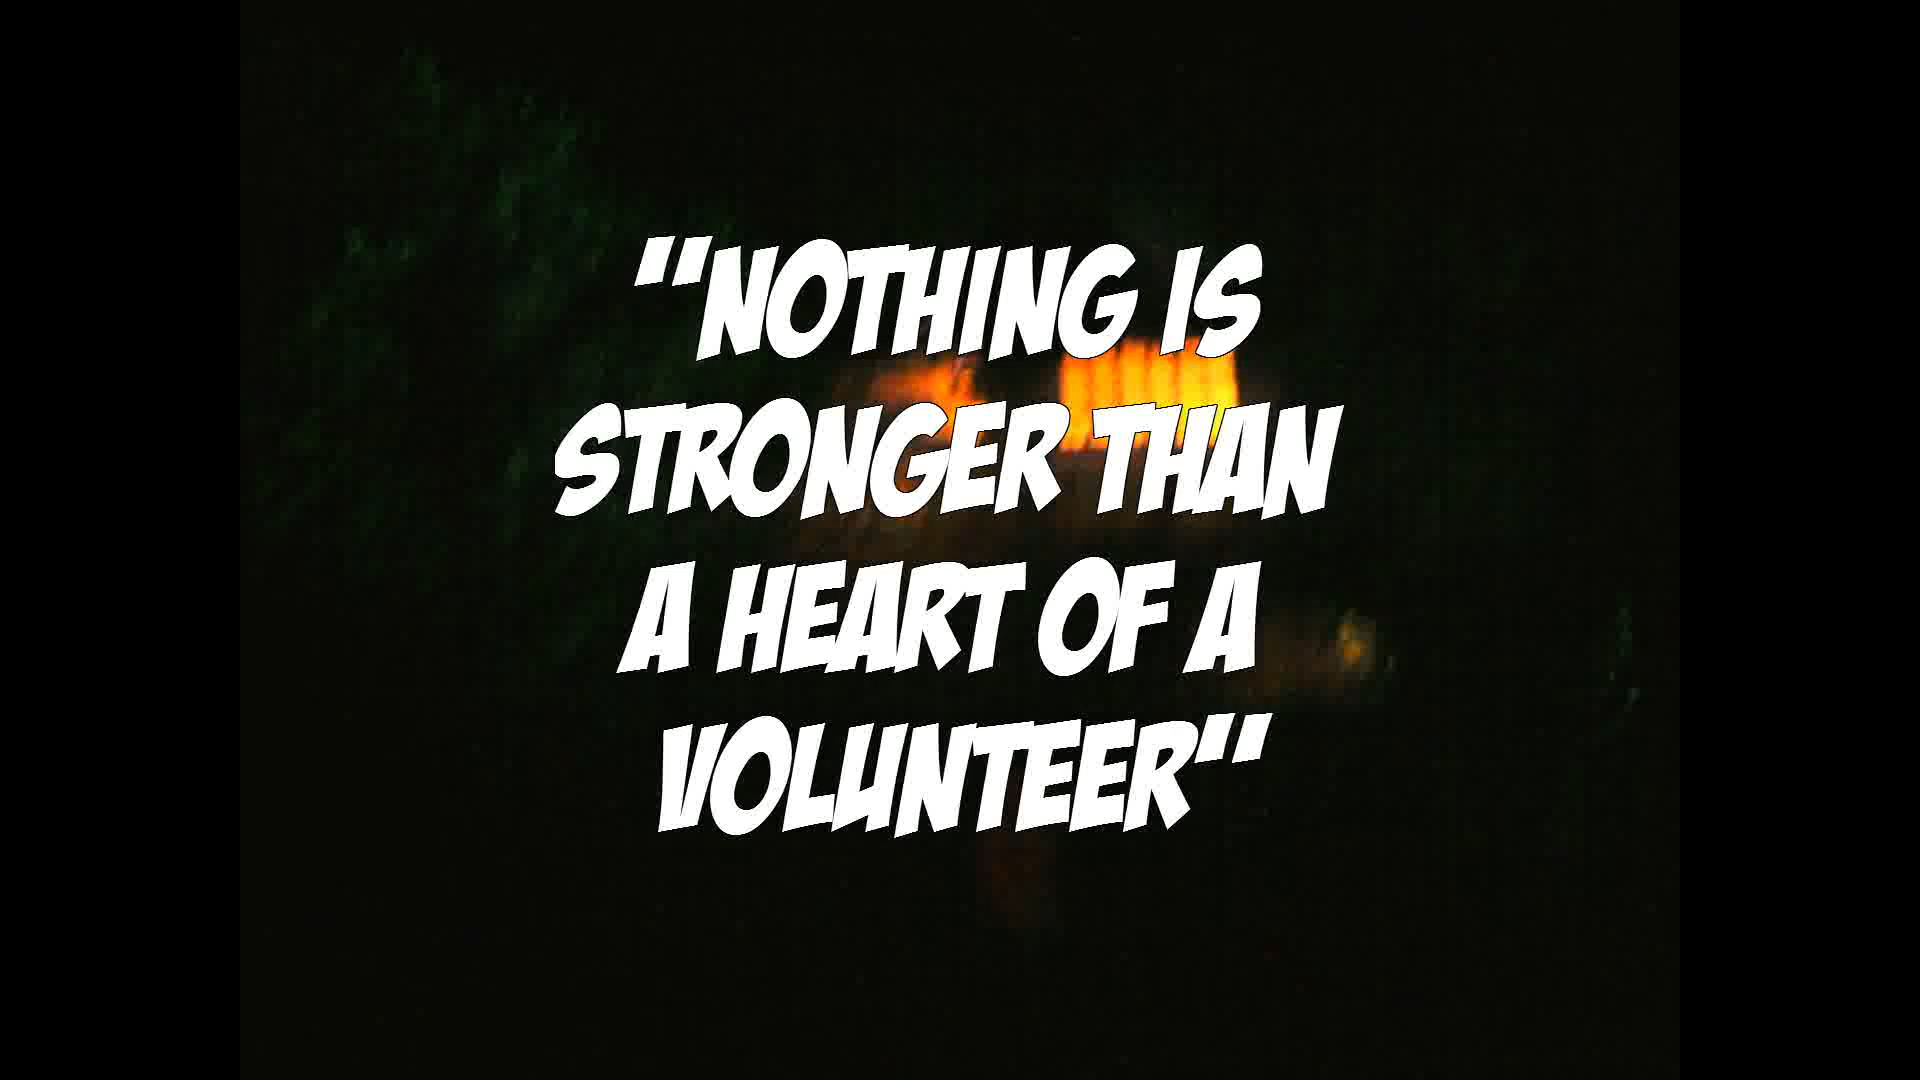 "NOTHING IS
STRONGER THAN
A HEART OF A
VOLUNTEER"